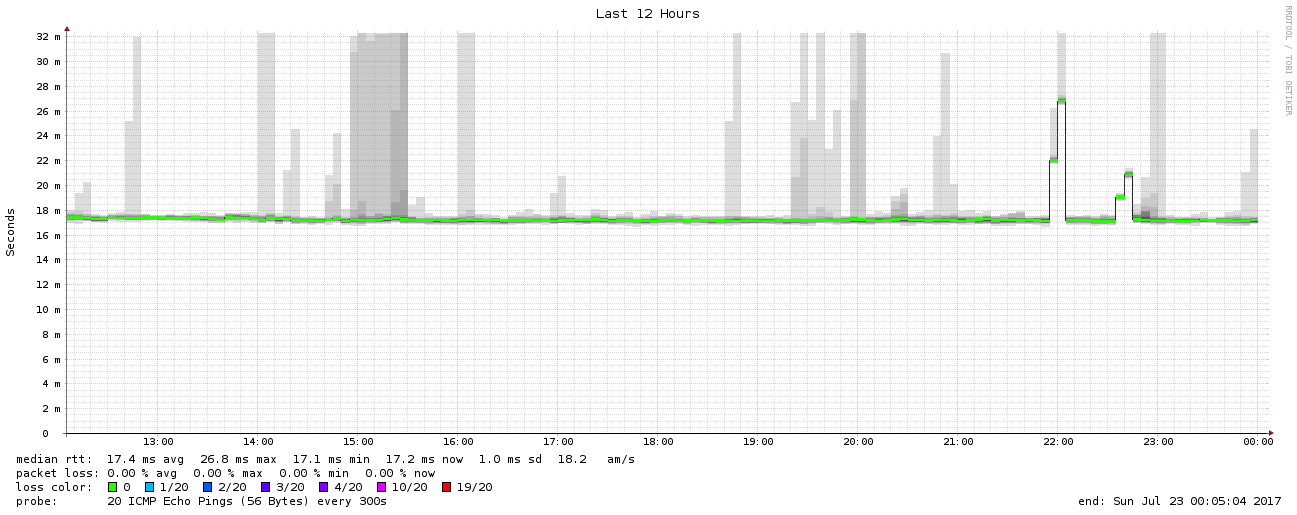 Last 12 Hours
RRDTOOL / TOBI OETIKER
Seconds
32 m
30 m
28 m
26 m
24 m
22 m
20 m
18 m
16 m
14 m
12 m
10 m
8 m
6 m
4 m
2 m
0
13:00 14:00 15:00 16:00 17:00 18:00 19:00 20:00 21:00 22:00 23:00 00:00
median rtt: 17.4 ms avg 26.8 ms max 17.1 ms min 17.2 ms now 1.0 ms sd 18.2 am/s
packet loss: 0.00 % avg 0.00 % max 0.00 % min 0.00 % now
loss color: 0 1/20 2/20 3/20 4/20 10/20 19/20
probe: 20 ICMP Echo Pings (56 Bytes) every 300s end: Sun Jul 23 00:05:04 2017